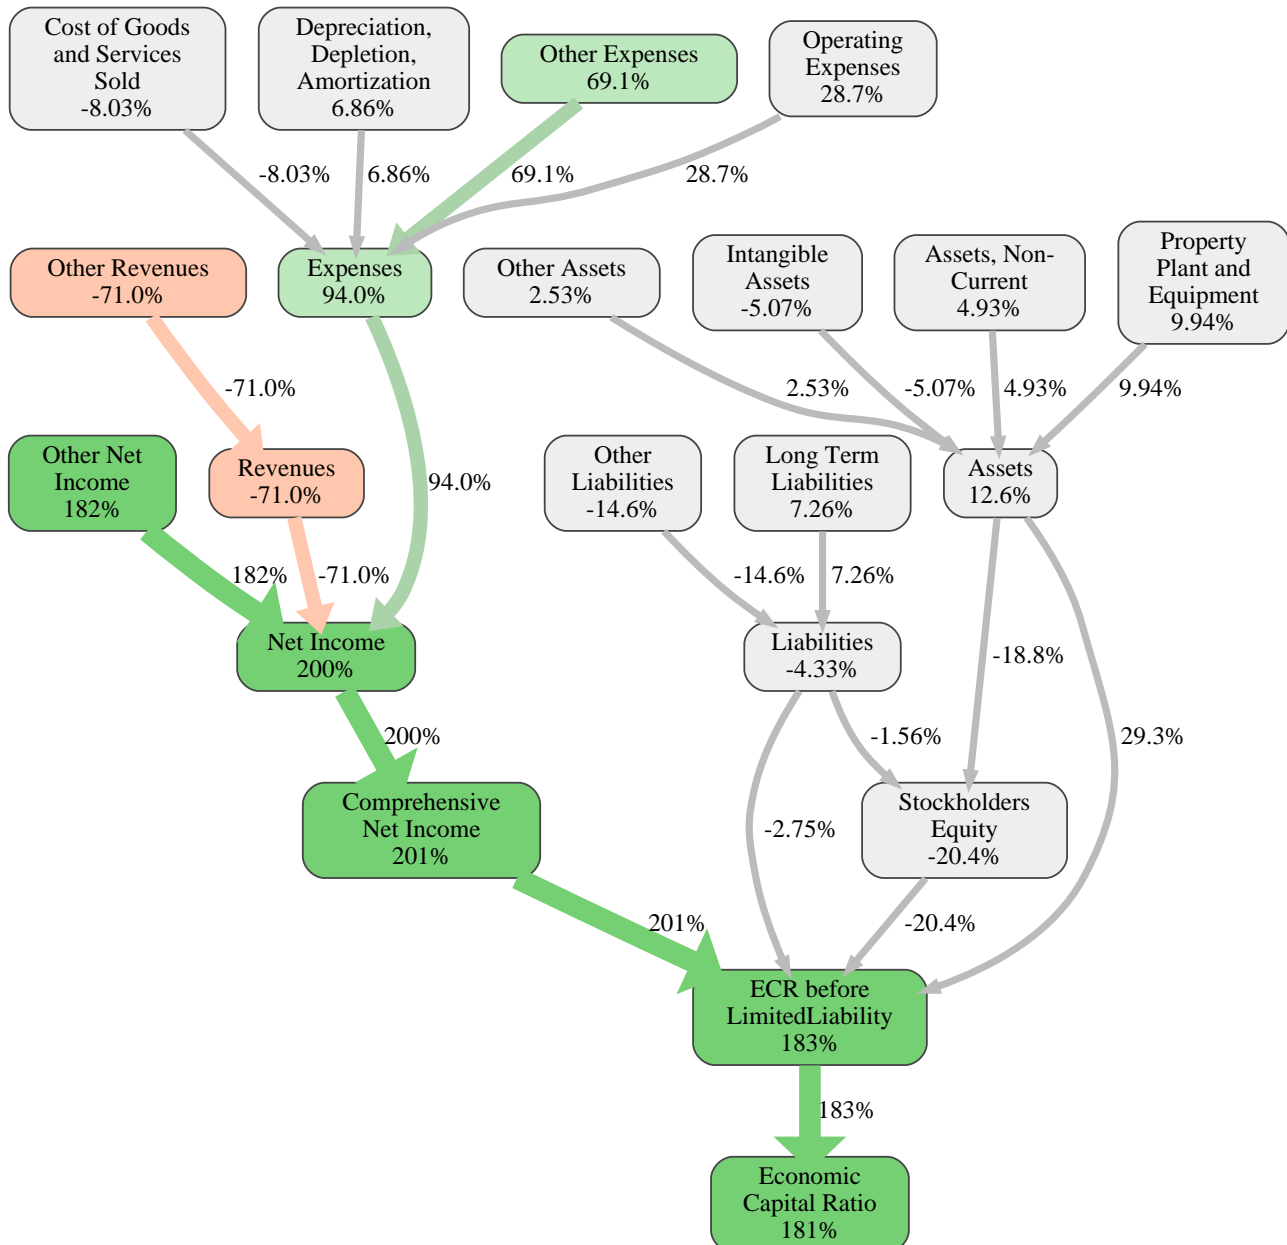 Cost of Goods
and Services
Sold
-8.03%
Depreciation,
Depletion,
Amortization
6.86%
Other Expenses
69.1%
Operating
Expenses
28.7%
-8.03%
6.86%
69.1%
28.7%
Other Revenues
-71.0%
Expenses
94.0%
Other Assets
2.53%
Intangible
Assets
-5.07%
Assets, Non-
Current
4.93%
Property
Plant and
Equipment
9.94%
-71.0%
2.53%
-5.07%
4.93%
9.94%
Other Net
Income
182%
Revenues
-71.0%
94.0%
Other
Liabilities
-14.6%
Long Term
Liabilities
7.26%
Assets
12.6%
182%
-71.0%
-14.6%
7.26%
Net Income
200%
Liabilities
-4.33%
-18.8%
200%
-1.56%
29.3%
Comprehensive
Net Income
201%
-2.75%
Stockholders
Equity
-20.4%
201%
-20.4%
ECR before
LimitedLiability
183%
183%
Economic
Capital Ratio
181%